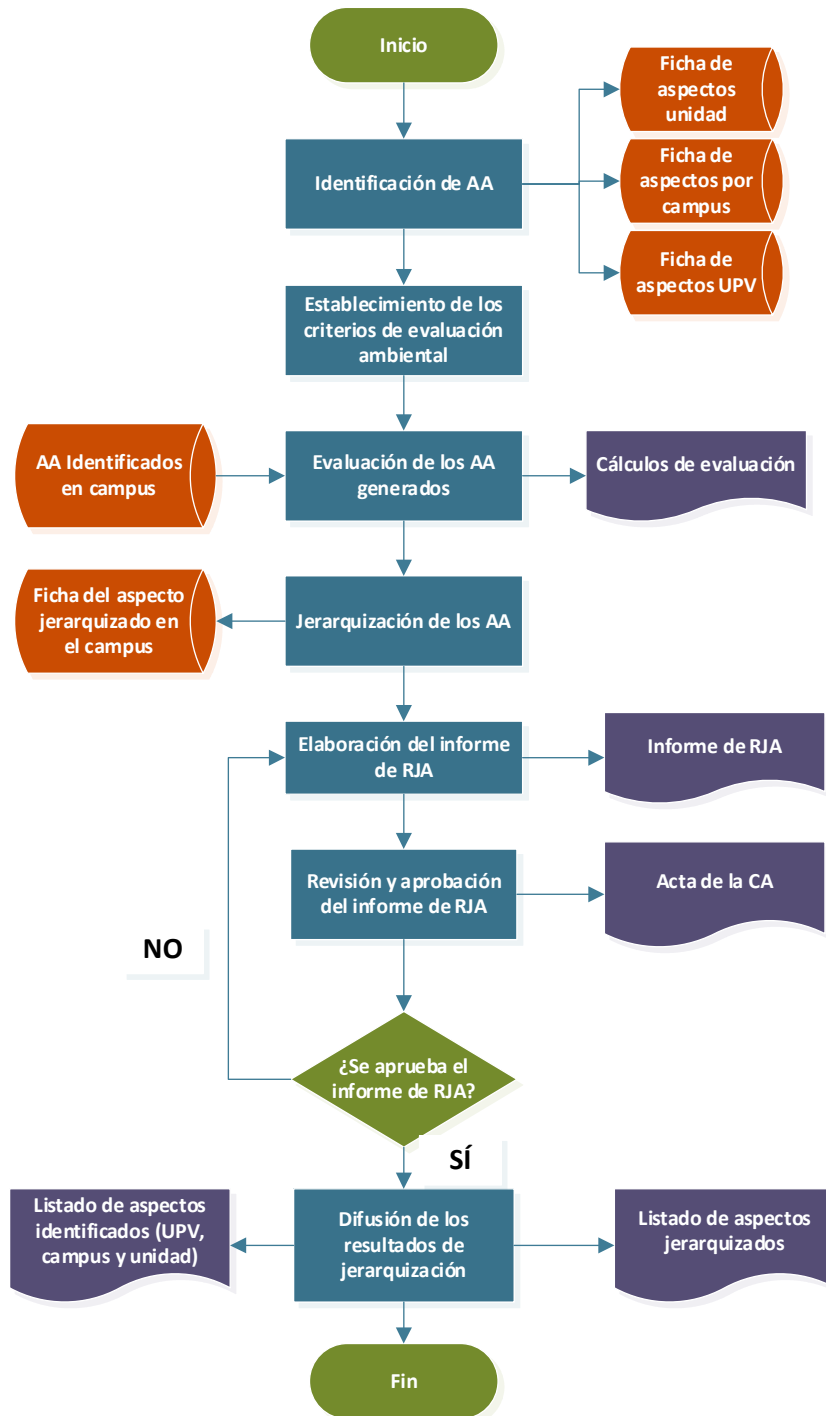 Inicio
Ficha de
aspectos
unidad
Identificación de AA
Ficha de
aspectos por
campus
Ficha de
aspectos UPV
Establecimiento de los
criterios de evaluación
ambiental
AA Identificados
en campus
Evaluación de los AA
generados
Cálculos de evaluación
Ficha del aspecto
jerarquizado en
el campus
Jerarquización de los AA
Elaboración del informe
de RJA
Informe de RJA
Revisión y aprobación
del informe de RJA
Acta de la CA
NO
¿Se aprueba el
informe de RJA?
SÍ
Listado de aspectos
identificados (UPV,
campus y unidad)
Difusión de los
resultados de
jerarquización
Listado de aspectos
jerarquizados
Fin